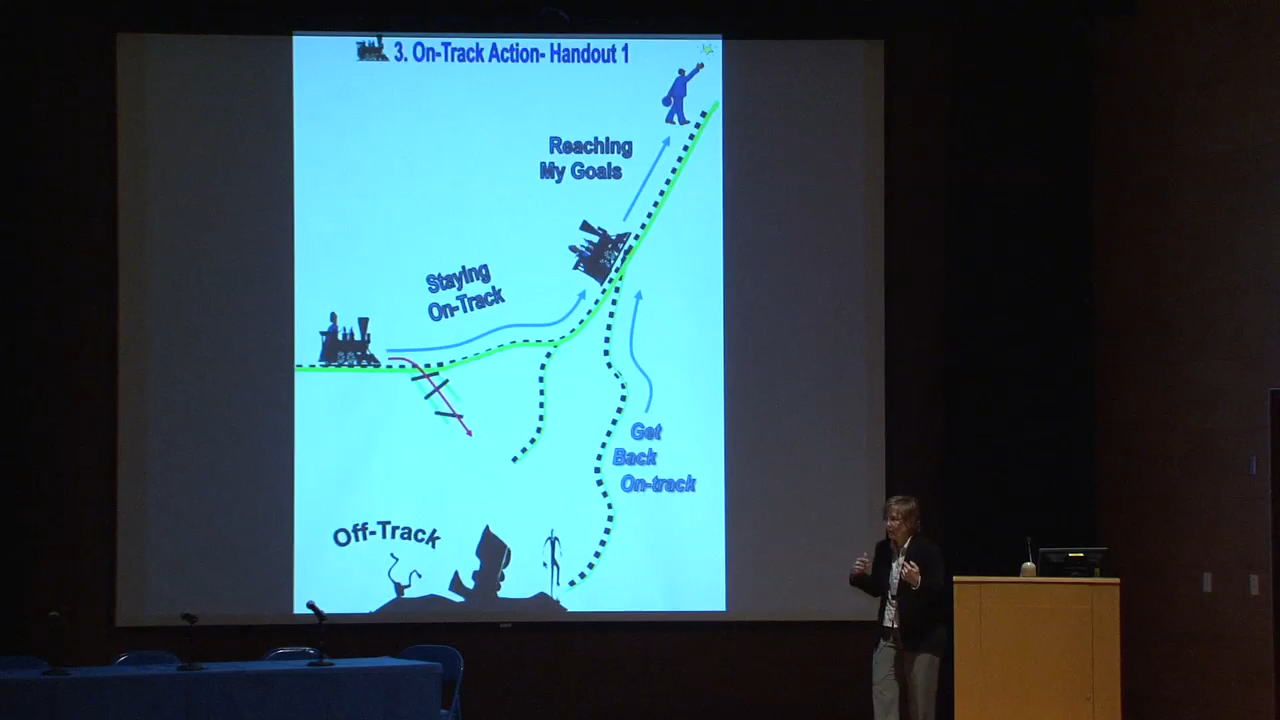 3. On-Track Action- Handout 1
Reaching
My Goals
Staying
On-Track
Get
Back
On-track
Off-Track